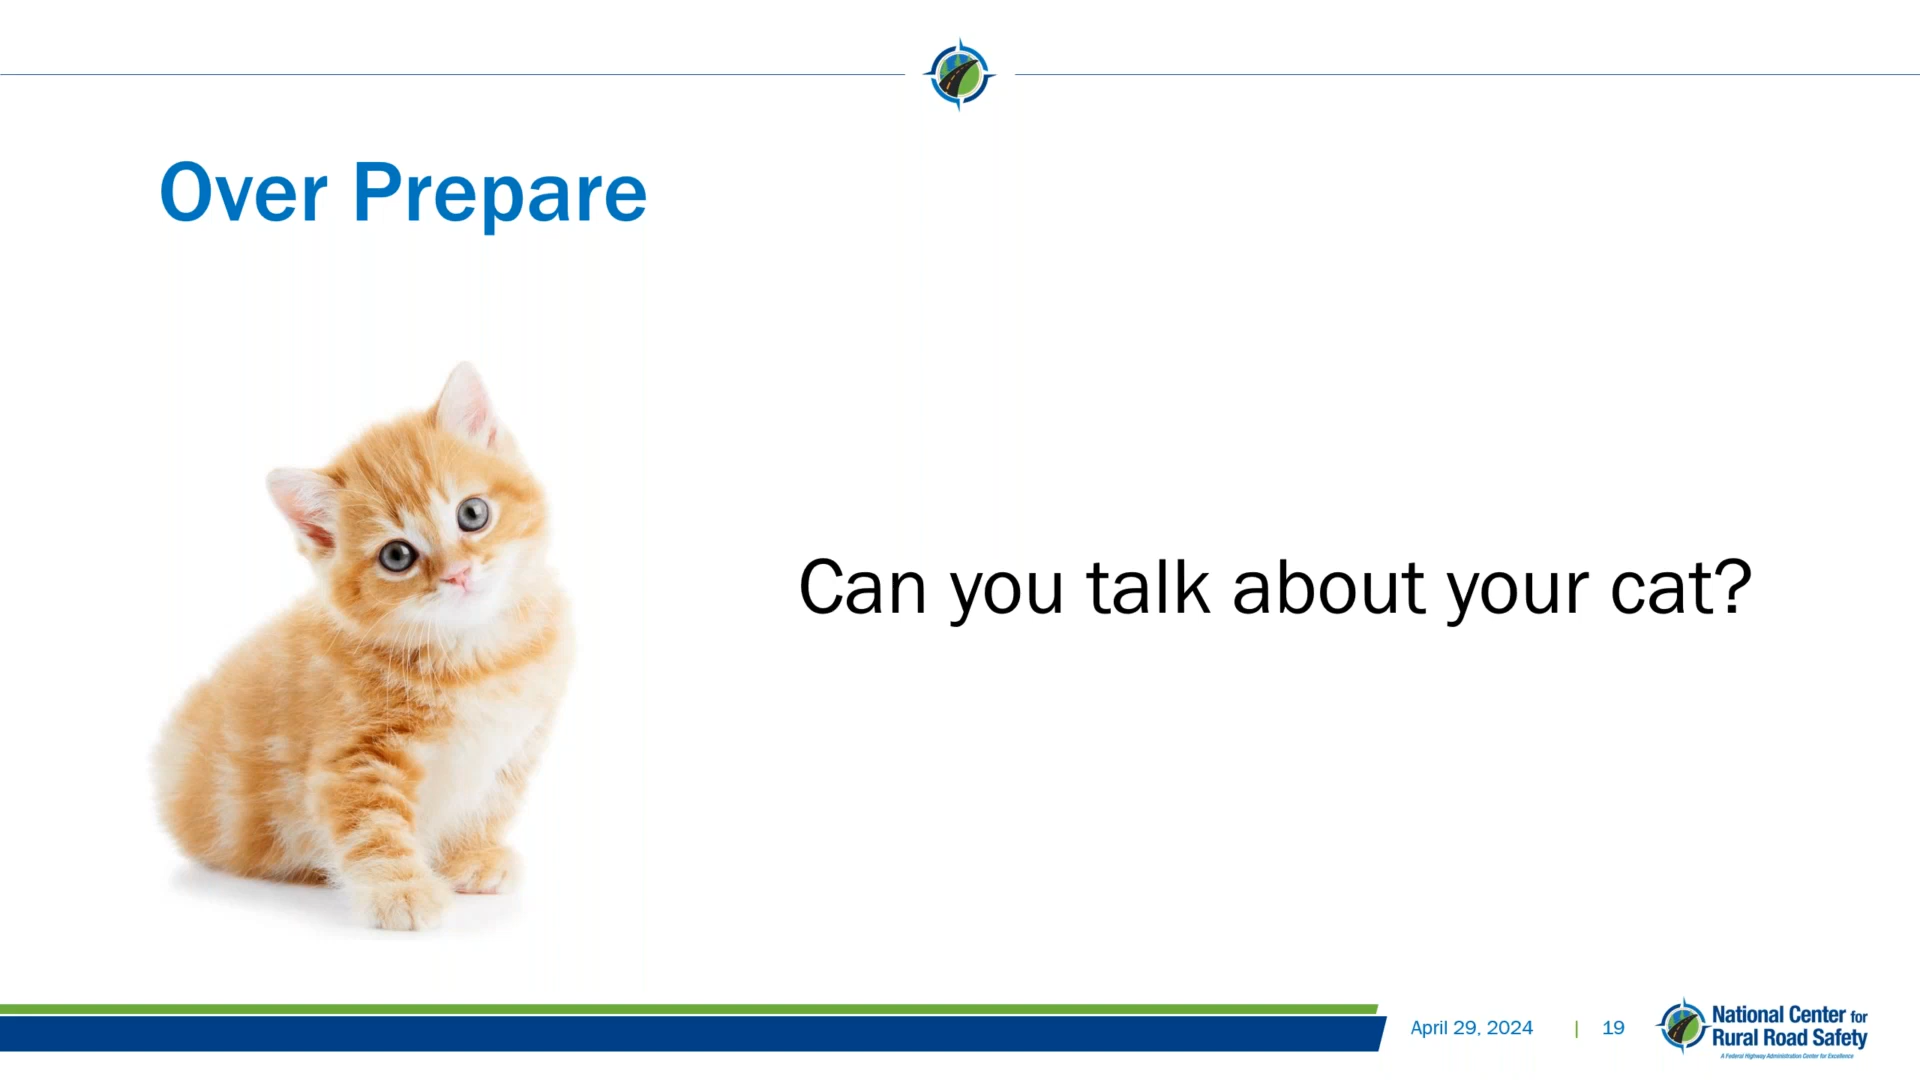 Over Prepare
Can you talk about your cat?
April 29, 2024 | 19
National Center for
Rural Road Safety
A Federal Highway Administration Center for Excellence